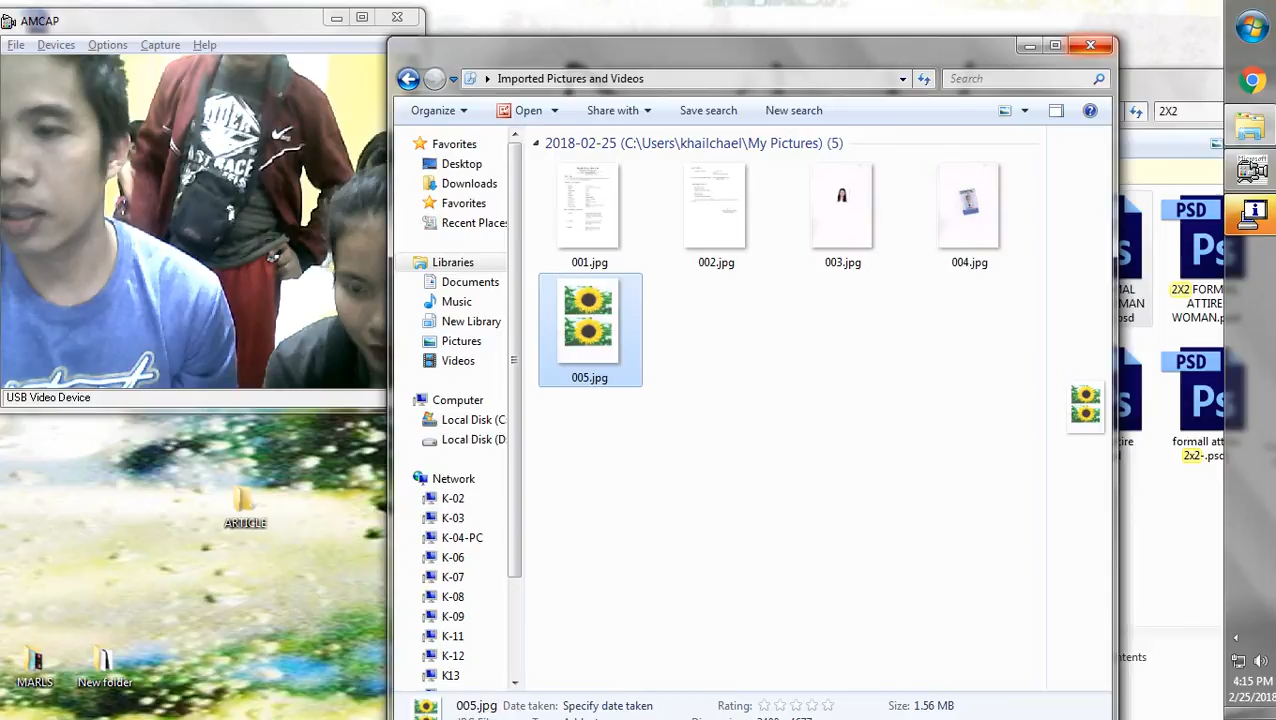 AMCAP
File Devices Options Capture Help
USB Video Device
ARTICLE
MARLS
New folder
Imported Pictures and Videos
Search
Organize
Open
Share with
Save search
New search
Favorites
Desktop
Downloads
Favorites
Recent Place
Libraries
Documents
Music
New Library
Pictures
Videos
Computer
Local Disk (C
Local Disk (D
Network
K-02
K-03
K-04-PC
K-06
K-07
K-08
K-09
K-11
K-12
K13
2018-02-25 (C:\Users\khailchael\My Pictures) (5)
001.jpg
002.jpg
003.jpg
004.jpg
005.jpg
005.jpg
Specify date taken
Rating:
Size: 1.56 MB
2X2
PSD
Ps
2X2 FORM
ATTIRE
WOMAN.p
PSD
Ps
formall att
2x2-.psd
4:15 PM
2/25/2018